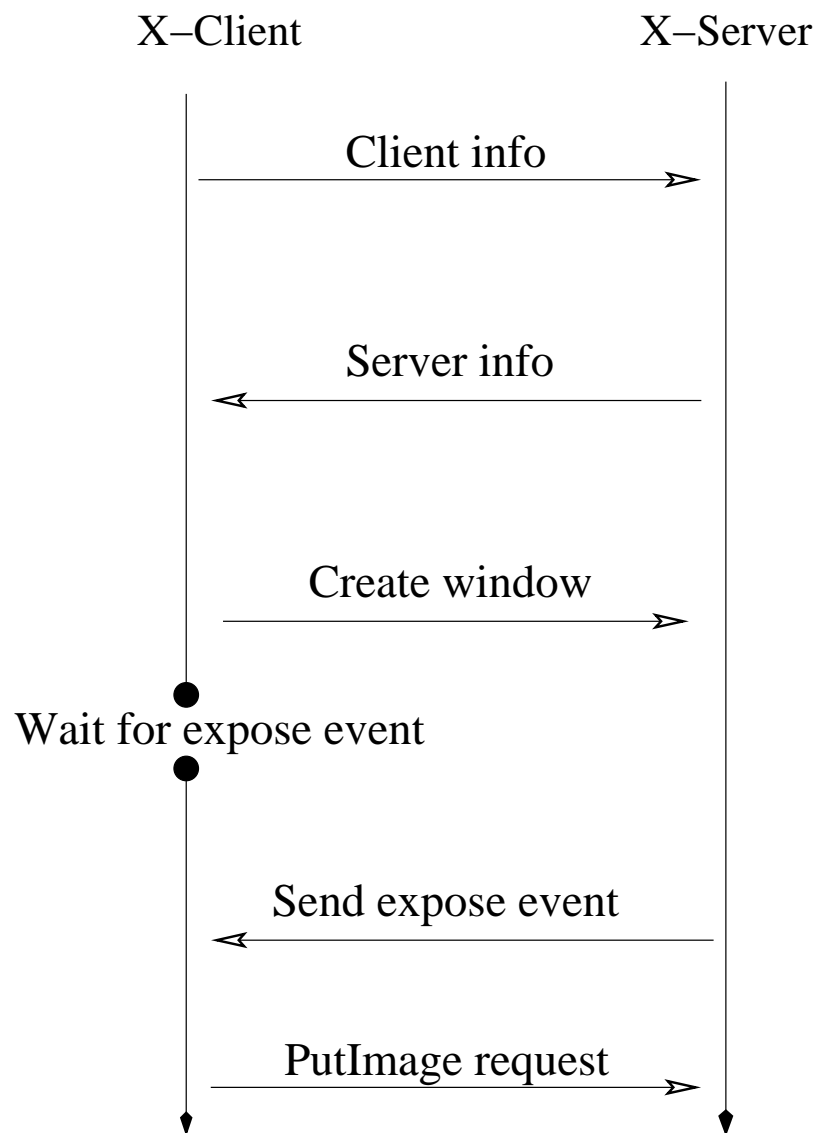 X–Client
X–Server
Client info
Server info
Create window
Wait for expose event
Send expose event
PutImage request